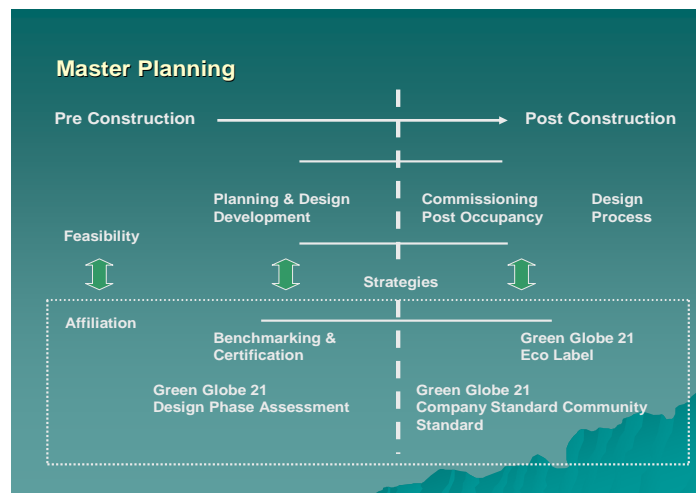 Master Planning
Pre Construction
Post Construction
Planning & Design
Development
Commissioning
Post Occupancy
Design
Process
Feasibility
Strategies
Affiliation
Benchmarking &
Certification
Green Globe 21
Eco Label
Green Globe 21
Design Phase Assessment
Green Globe 21
Company Standard Community
Standard